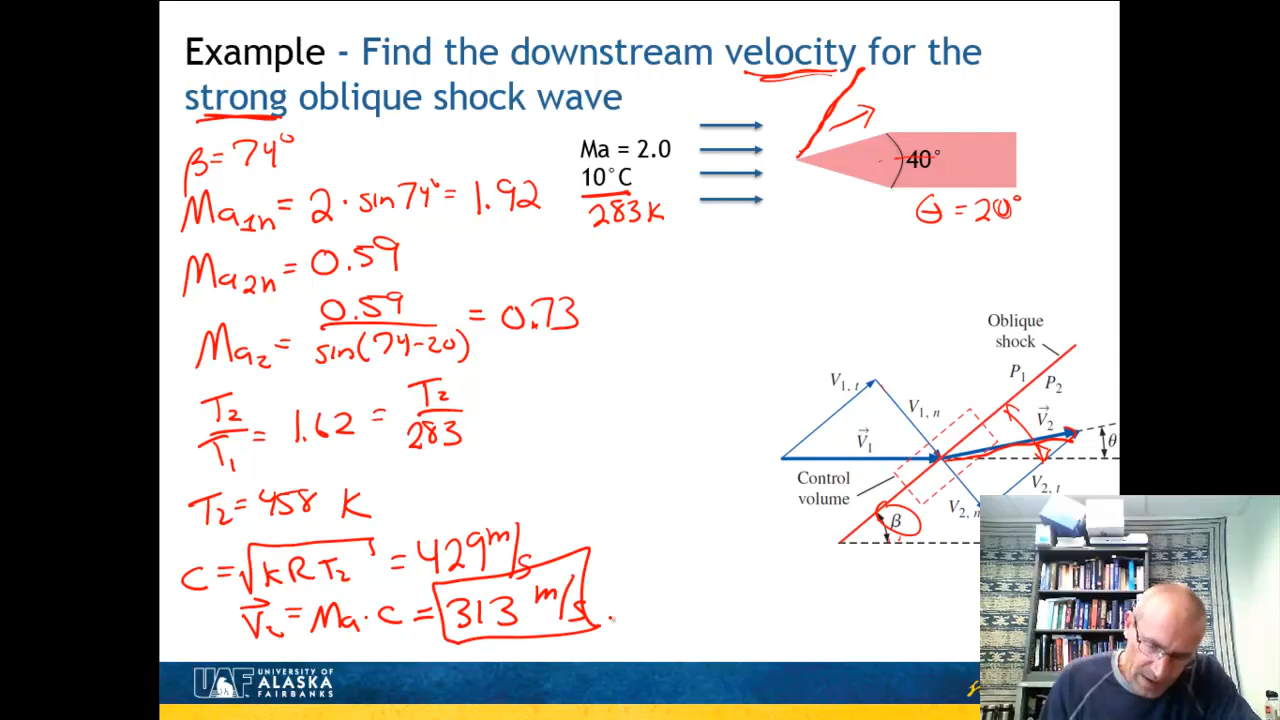 Example - Find the downstream velocity for the
strong oblique shock wave
β = 74°
Ma1n = 2 · sin 74° = 1.92
Ma2n = 0.59
Ma2 = 0.59 / sin(74-20) = 0.73
T2 / T1 = 1.62 = T2 / 283
T2 = 458 K
C = √kRT2 = 429 m/s
V⃗2 = Ma · C = 313 m/s
Ma = 2.0
10°C
283 K
40°
θ = 20°
Oblique
shock
P1
P2
V1, t
V1, n
V⃗1
V⃗2
θ
Control
volume
V2, t
V2, n
β
UAF
UNIVERSITY OF
ALASKA
FAIRBANKS